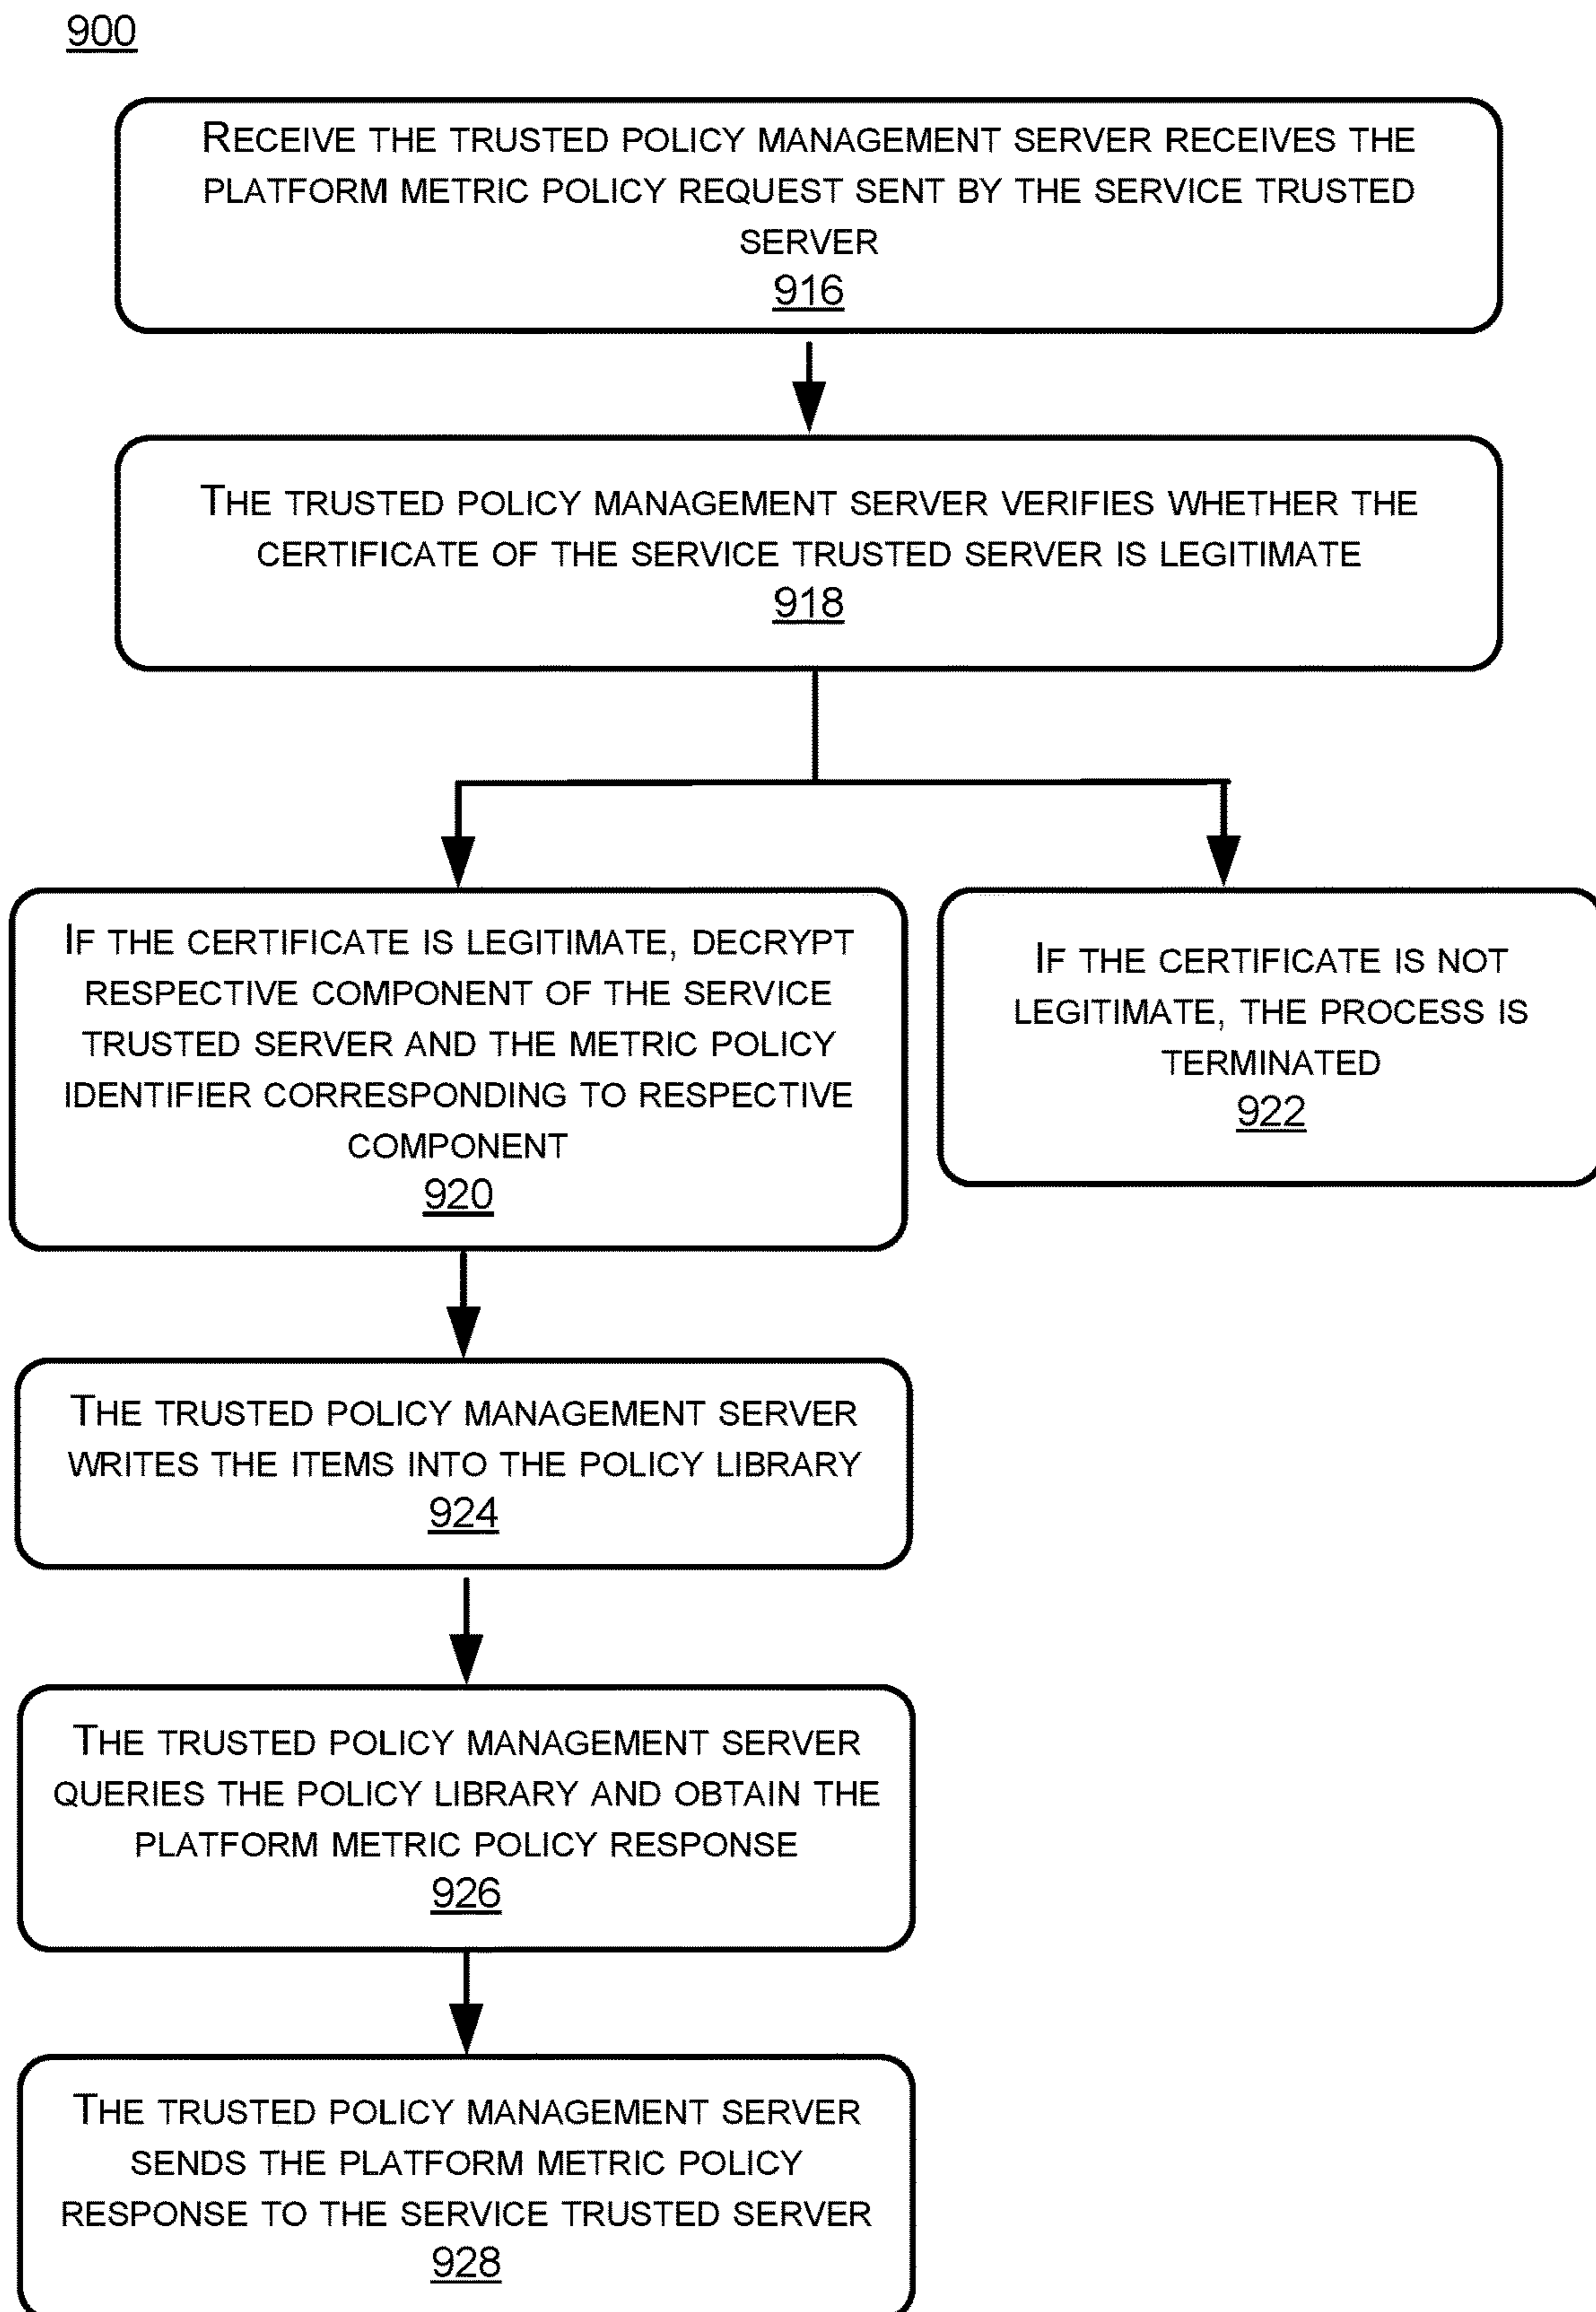 900
RECEIVE THE TRUSTED POLICY MANAGEMENT SERVER RECEIVES THE
PLATFORM METRIC POLICY REQUEST SENT BY THE SERVICE TRUSTED
SERVER
916
THE TRUSTED POLICY MANAGEMENT SERVER VERIFIES WHETHER THE
CERTIFICATE OF THE SERVICE TRUSTED SERVER IS LEGITIMATE
918
IF THE CERTIFICATE IS LEGITIMATE, DECRYPT
RESPECTIVE COMPONENT OF THE SERVICE
TRUSTED SERVER AND THE METRIC POLICY
IDENTIFIER CORRESPONDING TO RESPECTIVE
COMPONENT
920
IF THE CERTIFICATE IS NOT
LEGITIMATE, THE PROCESS IS
TERMINATED
922
THE TRUSTED POLICY MANAGEMENT SERVER
WRITES THE ITEMS INTO THE POLICY LIBRARY
924
THE TRUSTED POLICY MANAGEMENT SERVER
QUERIES THE POLICY LIBRARY AND OBTAIN THE
PLATFORM METRIC POLICY RESPONSE
926
THE TRUSTED POLICY MANAGEMENT SERVER
SENDS THE PLATFORM METRIC POLICY
RESPONSE TO THE SERVICE TRUSTED SERVER
928